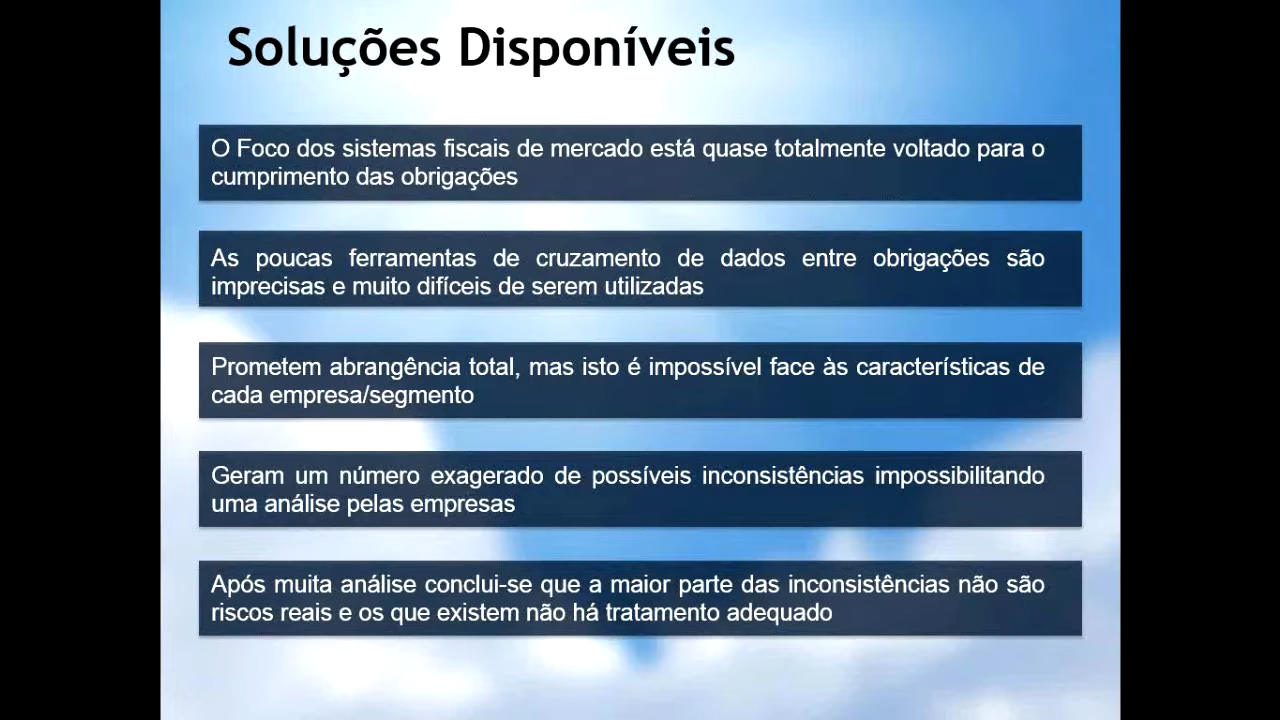 Soluções Disponíveis
O Foco dos sistemas fiscais de mercado está quase totalmente voltado para o
cumprimento das obrigações
As poucas ferramentas de cruzamento de dados entre obrigações são
imprecisas e muito difíceis de serem utilizadas
Prometem abrangência total, mas isto é impossível face às características de
cada empresa/segmento
Geram um número exagerado de possíveis inconsistências impossibilitando
uma análise pelas empresas
Após muita análise conclui-se que a maior parte das inconsistências não são
riscos reais e os que existem não há tratamento adequado